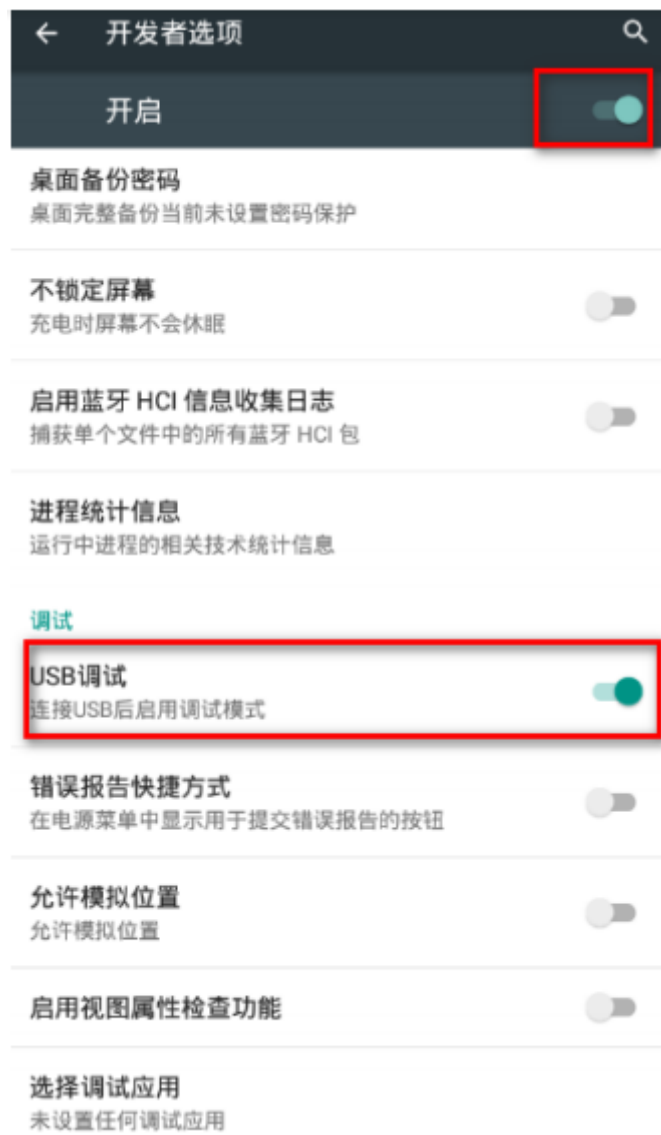 开发者选项
开启
桌面备份密码
桌面完整备份当前未设置密码保护
不锁定屏幕
充电时屏幕不会休眠
启用蓝牙 HCI 信息收集日志
捕获单个文件中的所有蓝牙 HCI 包
进程统计信息
运行中进程的相关技术统计信息
调试
USB调试
连接USB后启用调试模式
错误报告快捷方式
在电源菜单中显示用于提交错误报告的按钮
允许模拟位置
允许模拟位置
启用视图属性检查功能
选择调试应用
未设置任何调试应用